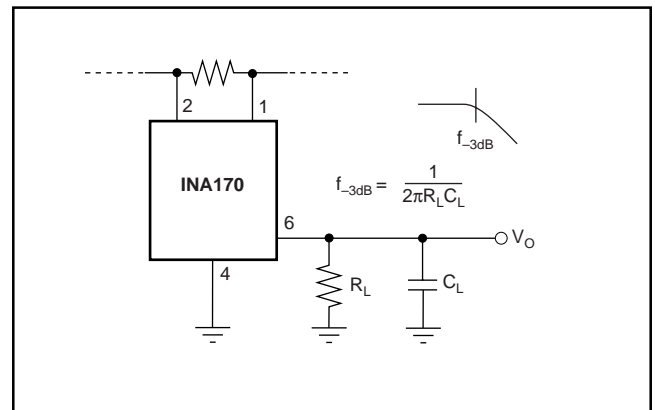 2 1
f–3dB
INA170
f–3dB = 1 / 2πRLCL
6
VO
4
RL
CL